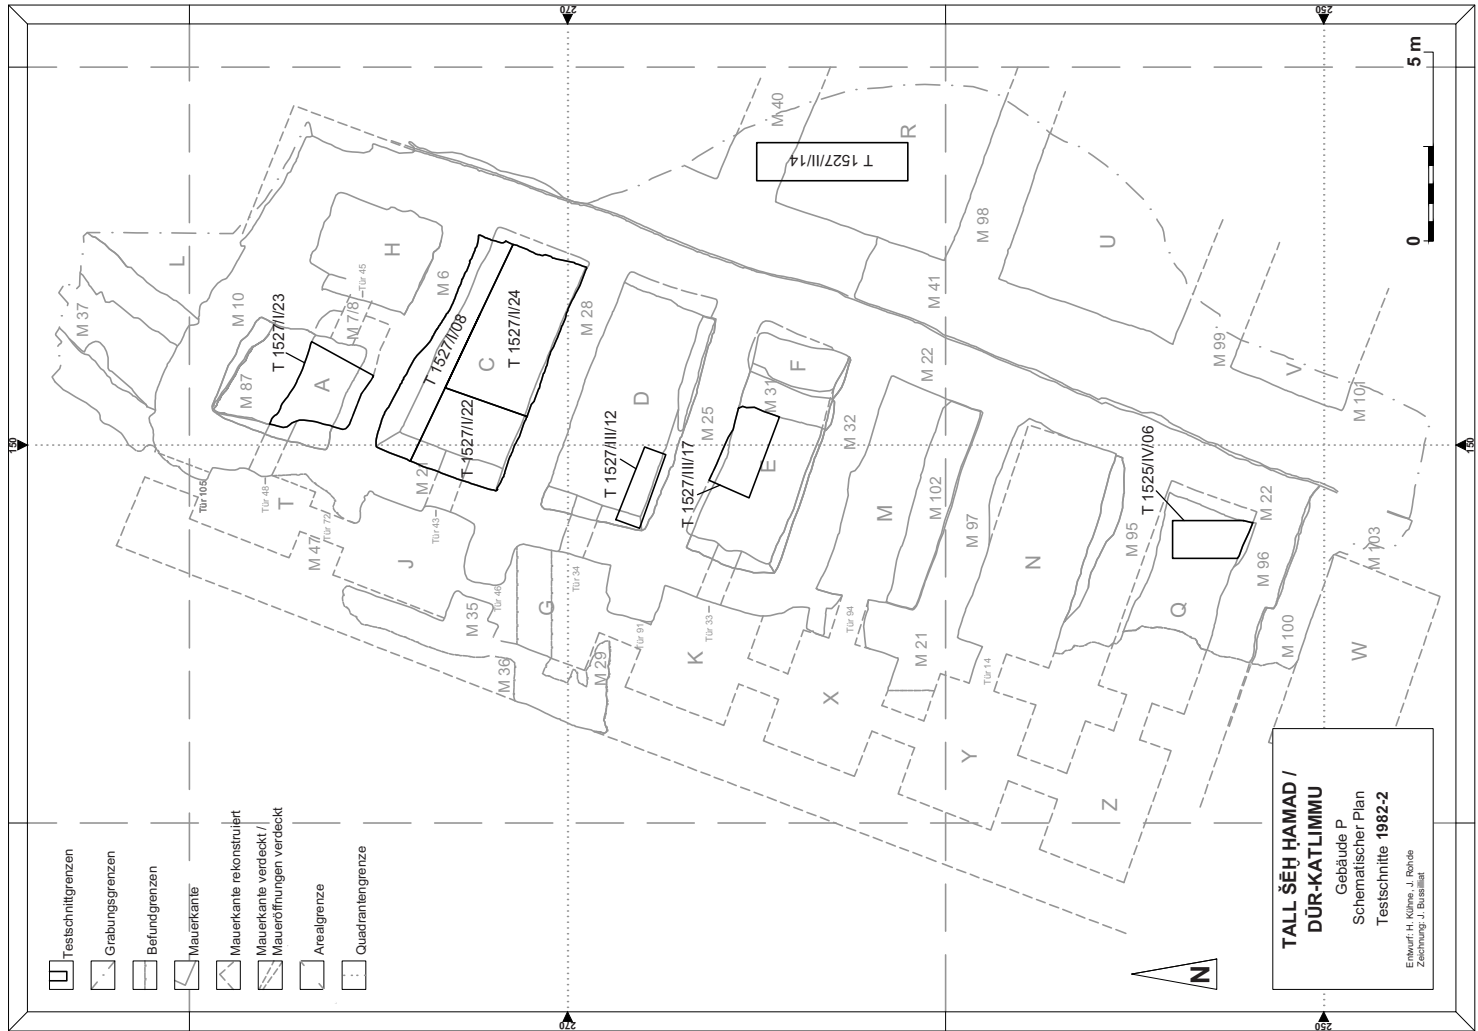 Testschnittgrenzen
Grabungsgrenzen
Befundgrenzen
Mauerkante
Mauerkante rekonstruiert
Mauerkante verdeckt /
Maueröffnungen verdeckt
Arealgrenze
Quadrantengrenze
270
250
150
150
270
250
5 m
0
M 37
L
M 10
T 1527/I/23
M 87
A
M 7/8
Tür 45
H
M 6
T 1527/II/08
C
T 1527/I/24
T 1527/I/22
M 28
M 40
T 1527/II/14
R
M 98
U
M 41
M 99
V
M 101
Tür 105
T
Tür 48
Tür 72
M 47
J
Tür 43
D
T 1527/III/12
M 25
T 1527/III/17
M 31
F
E
M 32
M 22
M
M 102
M 97
N
M 95
T 1525/IV/06
M 22
M 96
M 103
Q
M 100
W
M 35
Tür 46
G
Tür 34
M 36
M 29
Tür 91
K
Tür 33
Tür 94
M 21
X
Tür 14
Y
Z
N
TALL ŠĒḪ ḤAMAD /
DŪR-KATLIMMU
Gebäude P
Schematischer Plan
Testschnitte 1982-2
Entwurf: H. Kühne, J. Rohde